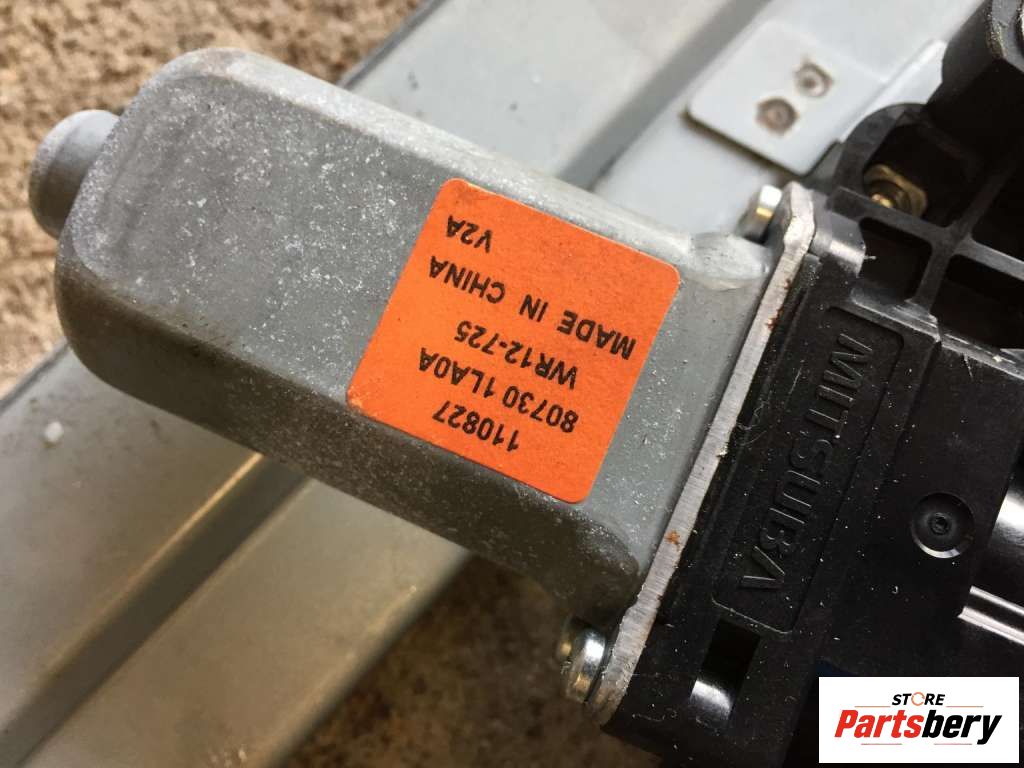 110827
80730 1LA0A
WR12-725
MADE IN CHINA
V2A
MITSUBA
STORE
Partsbery